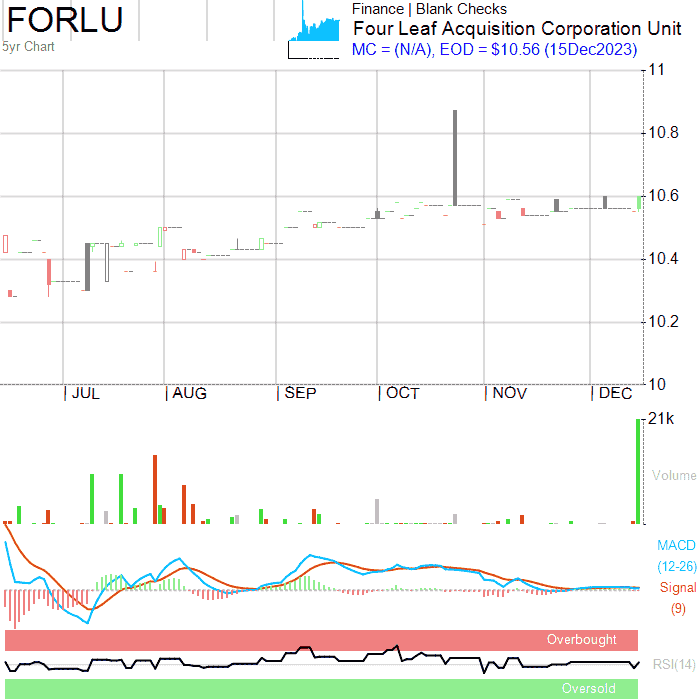 FORLU
5yr Chart
Finance | Blank Checks
Four Leaf Acquisition Corporation Unit
MC = (N/A), EOD = $10.56 (15Dec2023)
11
10.8
10.6
10.4
10.2
10
| JUL | AUG | SEP | OCT | NOV | DEC
21k
Volume
MACD
(12-26)
Signal
(9)
Overbought
RSI(14)
Oversold